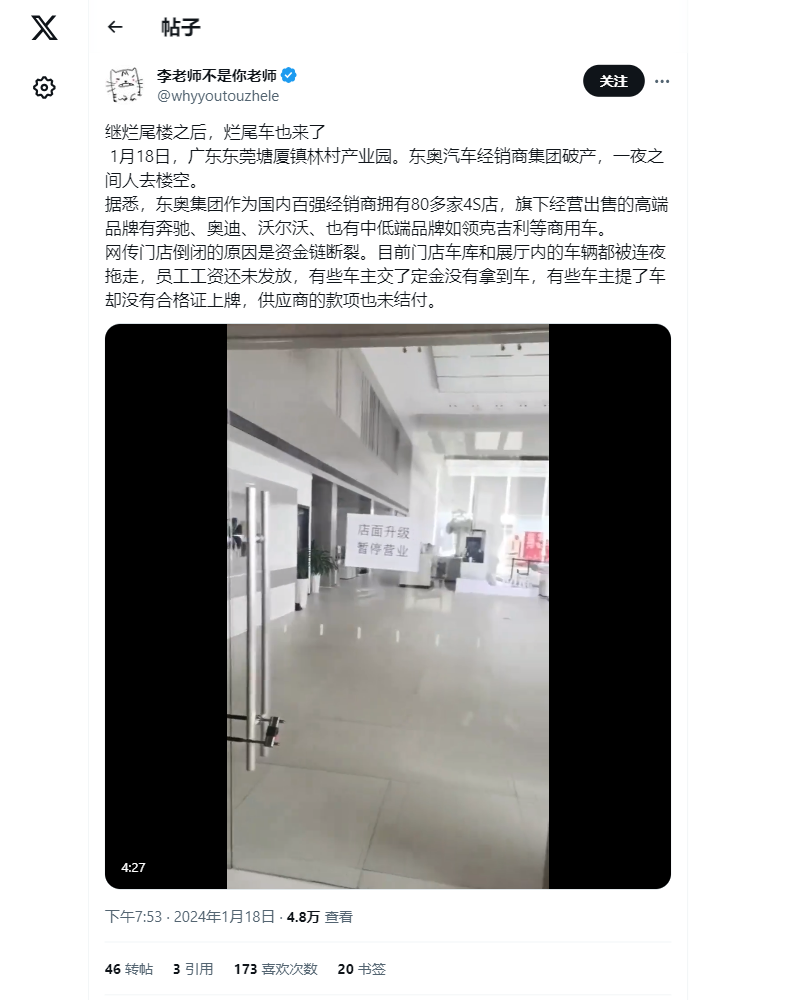 帖子
李老师不是你老师
@whyyoutouzhele
关注
继烂尾楼之后，烂尾车也来了
1月18日，广东东莞塘厦镇林村产业园。东奥汽车经销商集团破产，一夜之
间人去楼空。
据悉，东奥集团作为国内百强经销商拥有80多家4S店，旗下经营出售的高端
品牌有奔驰、奥迪、沃尔沃、也有中低端品牌如领克吉利等商用车。
网传门店倒闭的原因是资金链断裂。目前门店车库和展厅内的车辆都被连夜
拖走，员工工资还未发放，有些车主交了定金没有拿到车，有些车主提了车
却没有合格证上牌，供应商的款项也未结付。
店面升级
暂停营业
4:27
下午7:53 · 2024年1月18日 · 4.8万 查看
46 转帖 3 引用 173 喜欢次数 20 书签